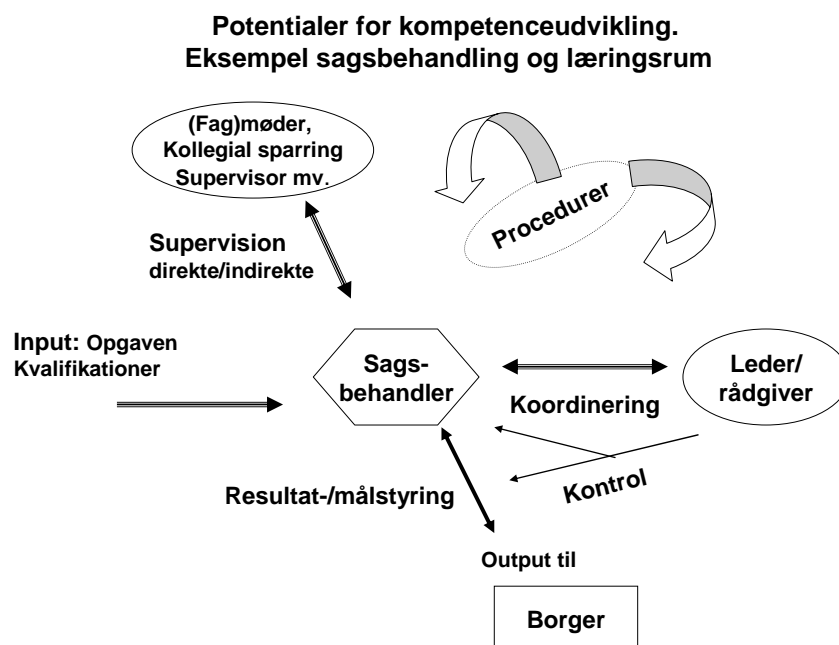 Potentialer for kompetenceudvikling.
Eksempel sagsbehandling og læringsrum
(Fag)møder,
Kollegial sparring
Supervisor mv.
Procedurer
Supervision
direkte/indirekte
Input: Opgaven
Kvalifikationer
Sags-
behandler
Leder/
rådgiver
Koordinering
Kontrol
Resultat-/målstyring
Output til
Borger